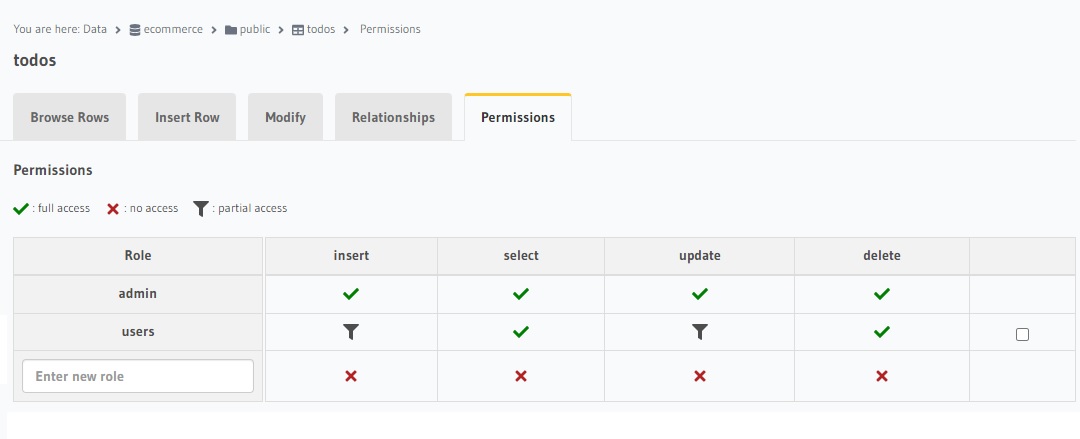 You are here: Data > ecommerce > public > todos > Permissions
todos
Browse Rows Insert Row Modify Relationships Permissions
Permissions
: full access : no access : partial access
Role insert select update delete
admin
users
Enter new role